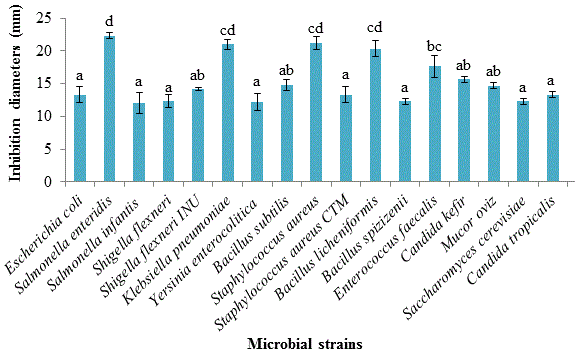 Inhibition diameters (mm)
25
20
15
10
5
0
a
d
a
a
ab
cd
a
ab
cd
a
cd
a
bc
ab
ab
a
a
Escherichia coli
Salmonella enteridis
Salmonella infantis
Shigella flexneri
Shigella flexneri INU
Klebsiella pneumoniae
Yersinia enterocolitica
Bacillus subtilis
Staphylococcus aureus
Staphylococcus aureus CTM
Bacillus licheniformis
Bacillus spizizenii
Enterococcus faecalis
Candida kefir
Mucor oviz
Saccharomyces cerevisiae
Candida tropicalis
Microbial strains